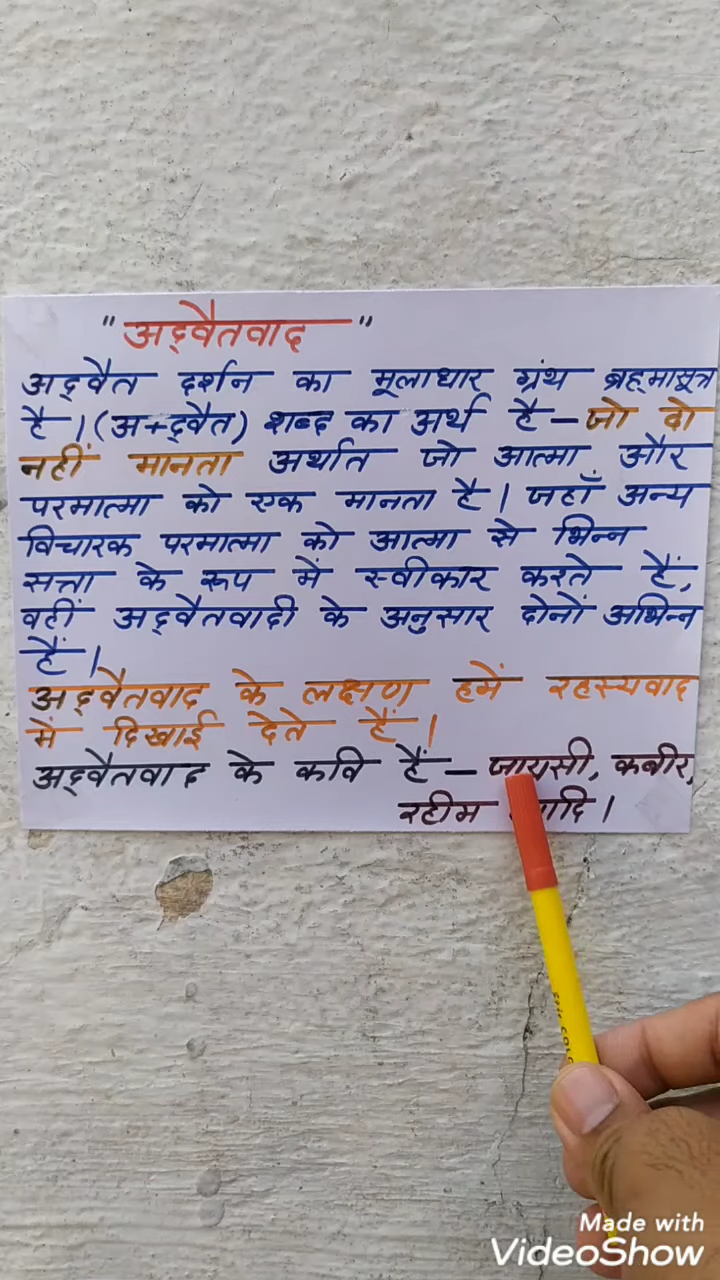 "अद्वैतवाद"
अद्वैत दर्शन का मूलाधार ग्रंथ ब्रह्मासूत्र
है। (अ+द्वैत) शब्द का अर्थ है – जो दो
नहीं मानता अर्थात जो आत्मा और
परमात्मा को एक मानता है। जहाँ अन्य
विचारक परमात्मा को आत्मा से भिन्न
सत्ता के रूप में स्वीकार करते हैं,
वहीं अद्वैतवादी के अनुसार दोनों अभिन्न
हैं।
अद्वैतवाद के लक्षण हमें रहस्यवाद
में दिखाई देते हैं।
अद्वैतवाद के कवि हैं – जायसी, कबीर,
रहीम आदि।
Made with
VideoShow